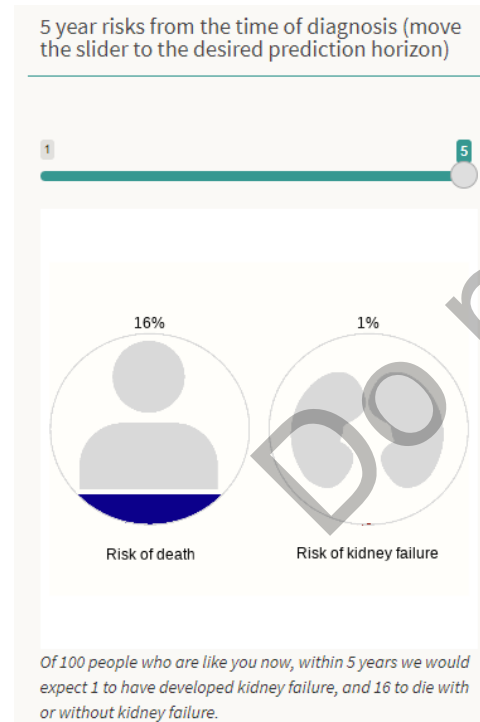 5 year risks from the time of diagnosis (move
the slider to the desired prediction horizon)
1
5
16%
1%
Do
Risk of death
Risk of kidney failure
Of 100 people who are like you now, within 5 years we would
expect 1 to have developed kidney failure, and 16 to die with
or without kidney failure.